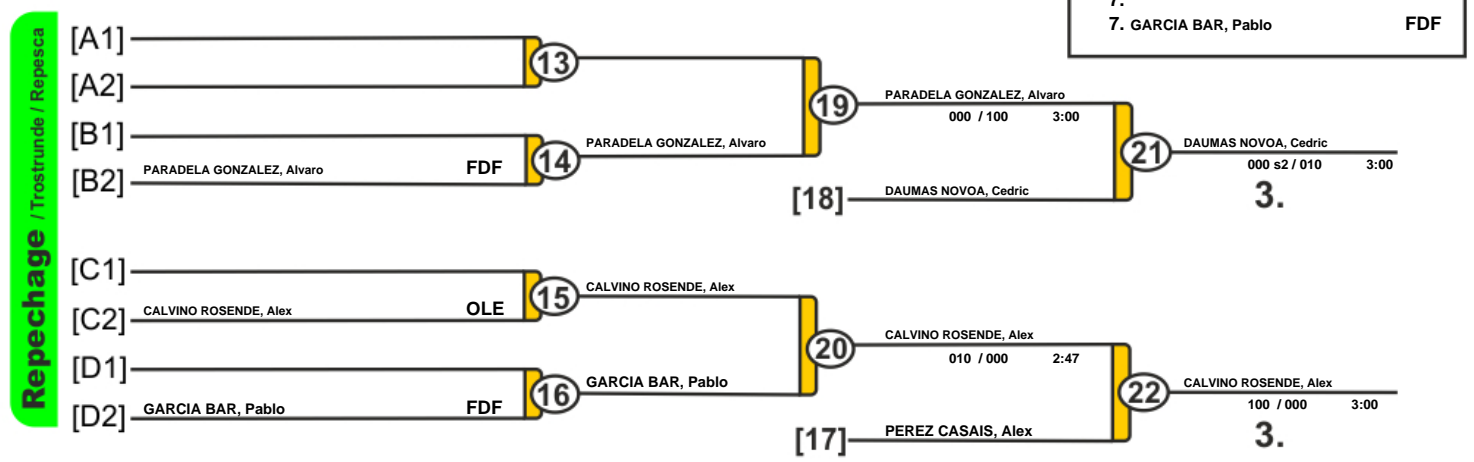 7.
7. GARCIA BAR, Pablo FDF
Repechage / Trostrunde / Repesca
[A1]
13
[A2]
19
PARADELA GONZALEZ, Alvaro
000 / 100 3:00
[B1]
PARADELA GONZALEZ, Alvaro
21
DAUMAS NOVOA, Cedric
000 s2 / 010 3:00
14
[B2] PARADELA GONZALEZ, Alvaro FDF
[18] DAUMAS NOVOA, Cedric
3.
[C1]
CALVINO ROSENDE, Alex
15
[C2] CALVINO ROSENDE, Alex OLE
20
CALVINO ROSENDE, Alex
010 / 000 2:47
[D1]
GARCIA BAR, Pablo
22
CALVINO ROSENDE, Alex
100 / 000 3:00
16
[D2] GARCIA BAR, Pablo FDF
[17] PEREZ CASAIS, Alex
3.